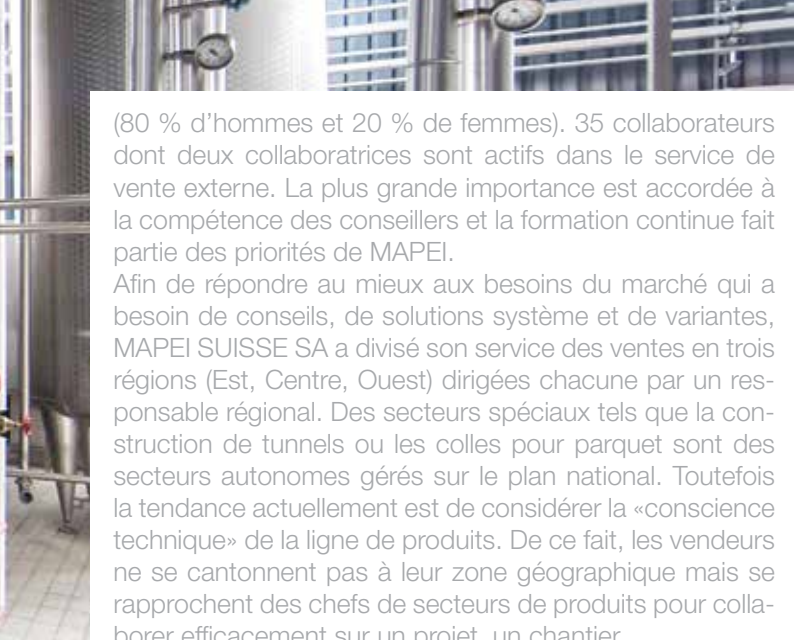 (80 % d’hommes et 20 % de femmes). 35 collaborateurs
dont deux collaboratrices sont actifs dans le service de
vente externe. La plus grande importance est accordée à
la compétence des conseillers et la formation continue fait
partie des priorités de MAPEI.
Afin de répondre au mieux aux besoins du marché qui a
besoin de conseils, de solutions système et de variantes,
MAPEI SUISSE SA a divisé son service des ventes en trois
régions (Est, Centre, Ouest) dirigées chacune par un res-
ponsable régional. Des secteurs spéciaux tels que la con-
struction de tunnels ou les colles pour parquet sont des
secteurs autonomes gérés sur le plan national. Toutefois
la tendance actuellement est de considérer la «conscience
technique» de la ligne de produits. De ce fait, les vendeurs
ne se cantonnent pas à leur zone géographique mais se
rapprochent des chefs de secteurs de produits pour colla-
borer efficacement sur un projet, un chantier.